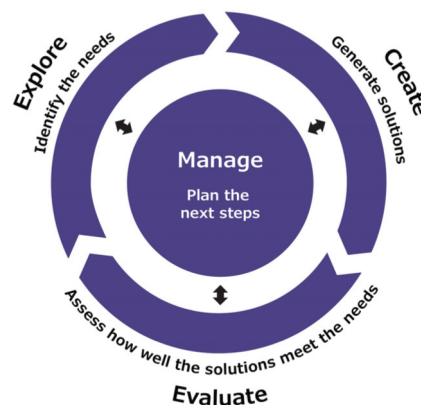 Explore
Identify the needs
Create
Generate solutions
Manage
Plan the
next steps
Assess how well the solutions meet the needs
Evaluate